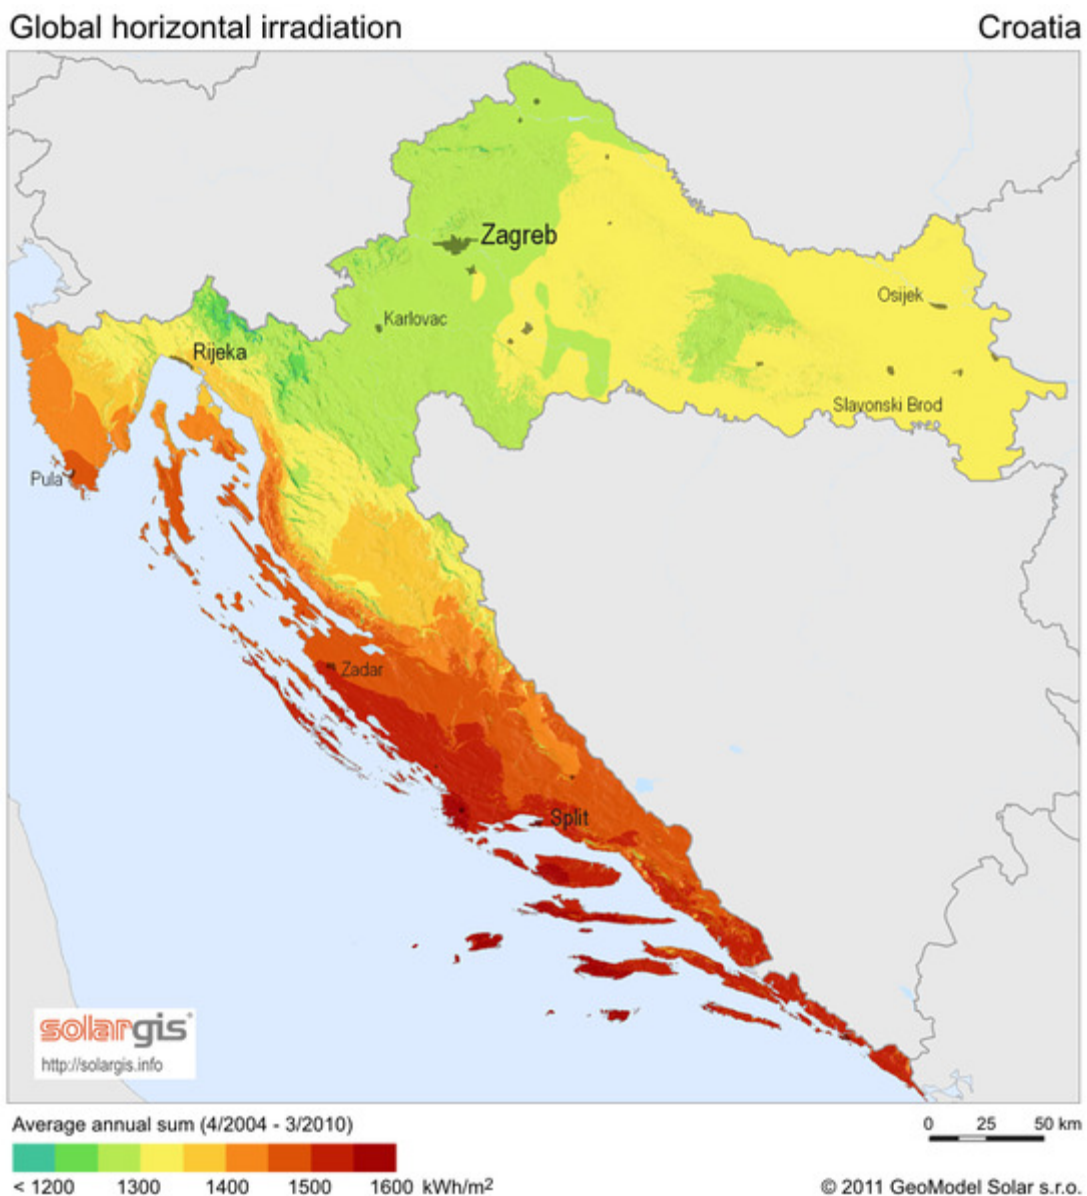 Global horizontal irradiation Croatia
Zagreb
Osijek
Karlovac
Rijeka
Slavonski Brod
Pula
Zadar
Split
solargis
http://solargis.info
Average annual sum (4/2004 - 3/2010)
0 25 50 km
< 1200 1300 1400 1500 1600 kWh/m²
© 2011 GeoModel Solar s.r.o.